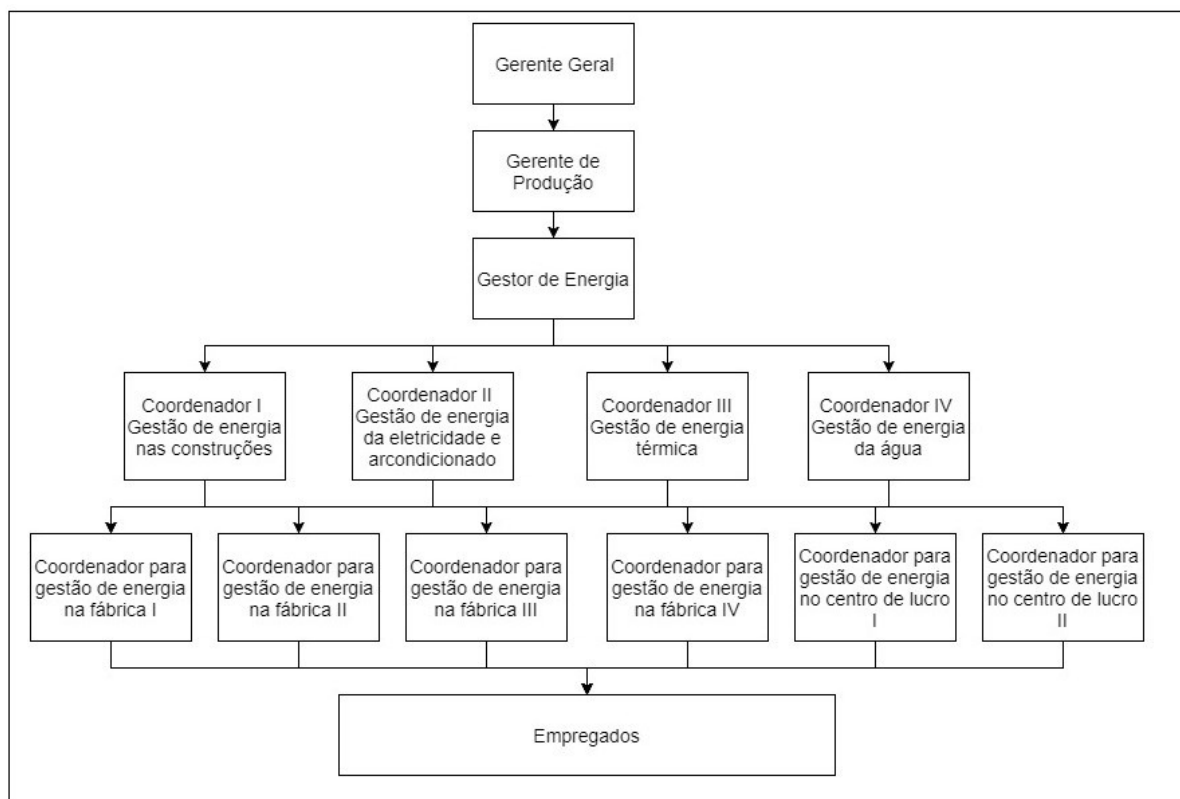 Gerente Geral
Gerente de
Produção
Gestor de Energia
Coordenador I
Gestão de energia
nas construções
Coordenador II
Gestão de energia
da eletricidade e
arcondicionado
Coordenador III
Gestão de energia
térmica
Coordenador IV
Gestão de energia
da água
Coordenador para
gestão de energia
na fábrica I
Coordenador para
gestão de energia
na fábrica II
Coordenador para
gestão de energia
na fábrica III
Coordenador para
gestão de energia
na fábrica IV
Coordenador para
gestão de energia
no centro de lucro
I
Coordenador para
gestão de energia
no centro de lucro
II
Empregados